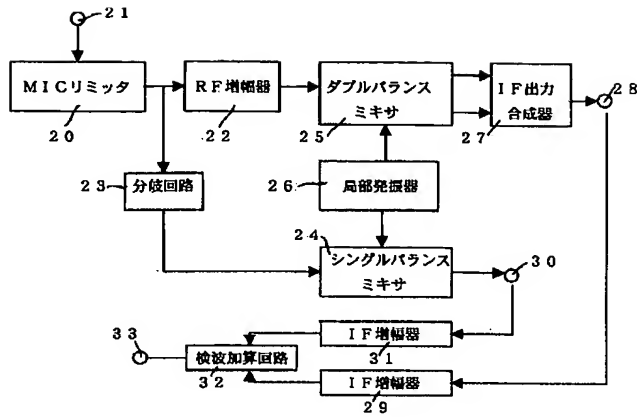 21
MICリミッタ
20
RF増幅器
22
ダブルバランス
ミキサ
25
IF出力
合成器
27
28
23
分岐回路
26
局部発振器
24
シングルバランス
ミキサ
30
IF増幅器
31
33
検波加算回路
32
IF増幅器
29